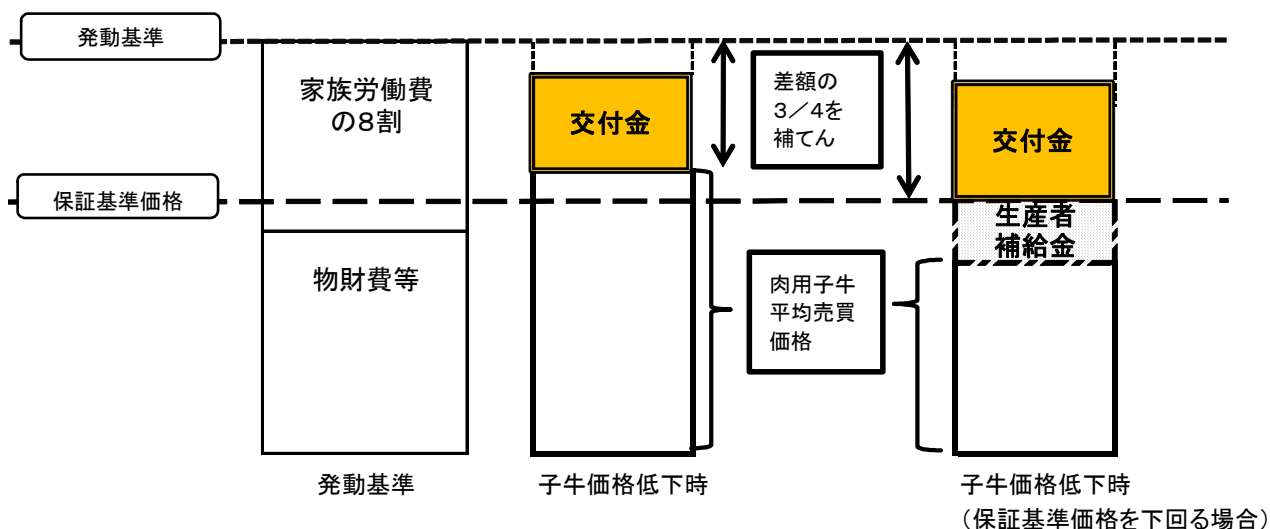 発動基準
家族労働費
の8割
交付金
差額の
3/4を
補てん
交付金
保証基準価格
生産者
補給金
物財費等
肉用子牛
平均売買
価格
発動基準
子牛価格低下時
子牛価格低下時
(保証基準価格を下回る場合)